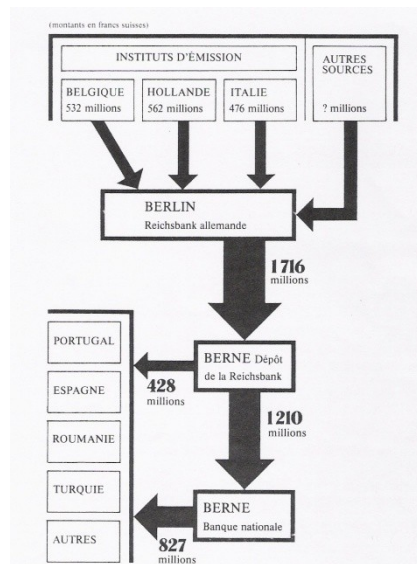 (montants en francs suisses)
INSTITUTS D'ÉMISSION
AUTRES
SOURCES
? millions
BELGIQUE
532 millions
HOLLANDE
562 millions
ITALIE
476 millions
BERLIN
Reichsbank allemande
1716
millions
BERNE Dépôt
de la Reichsbank
428
millions
1210
millions
PORTUGAL
ESPAGNE
ROUMANIE
TURQUIE
AUTRES
BERNE
Banque nationale
827
millions